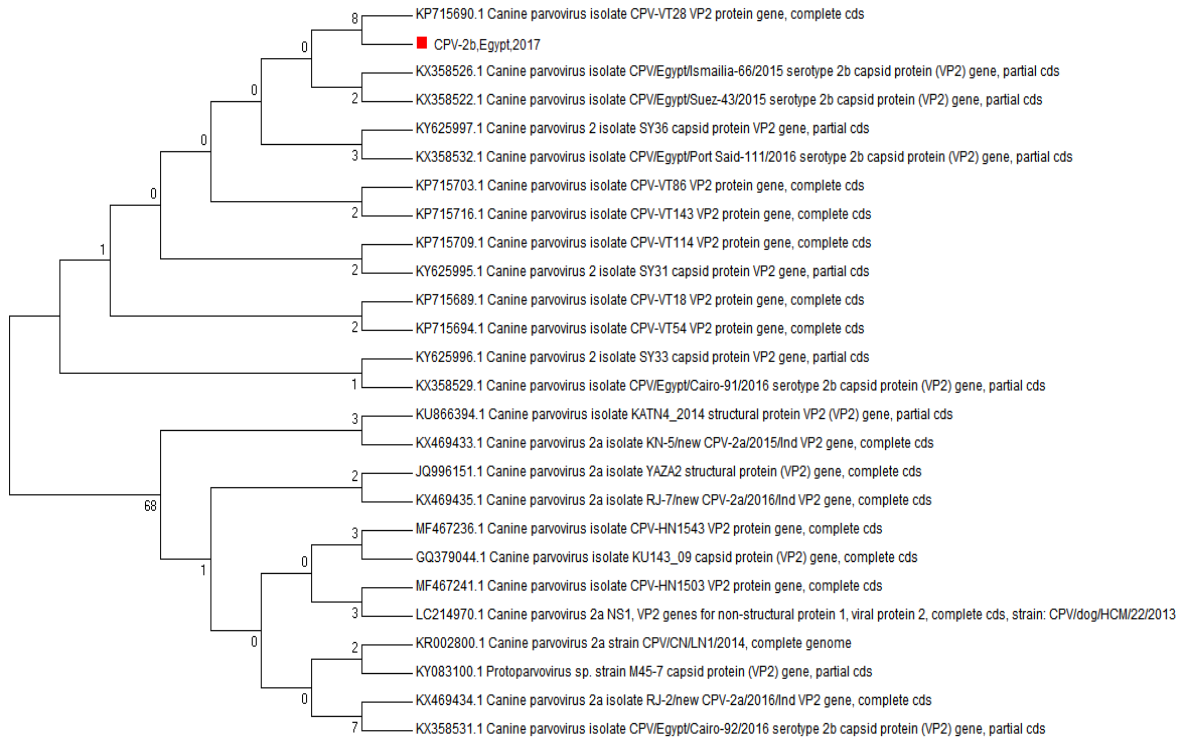 KP715690.1 Canine parvovirus isolate CPV-VT28 VP2 protein gene, complete cds
8
CPV-2b,Egypt,2017
0
KX358526.1 Canine parvovirus isolate CPV/Egypt/Ismailia-66/2015 serotype 2b capsid protein (VP2) gene, partial cds
0
2
KX358522.1 Canine parvovirus isolate CPV/Egypt/Suez-43/2015 serotype 2b capsid protein (VP2) gene, partial cds
KY625997.1 Canine parvovirus 2 isolate SY36 capsid protein VP2 gene, partial cds
0
3
KX358532.1 Canine parvovirus isolate CPV/Egypt/Port Said-111/2016 serotype 2b capsid protein (VP2) gene, partial cds
KP715703.1 Canine parvovirus isolate CPV-VT86 VP2 protein gene, complete cds
0
2
KP715716.1 Canine parvovirus isolate CPV-VT143 VP2 protein gene, complete cds
KP715709.1 Canine parvovirus isolate CPV-VT114 VP2 protein gene, complete cds
1
2
KY625995.1 Canine parvovirus 2 isolate SY31 capsid protein VP2 gene, partial cds
KP715689.1 Canine parvovirus isolate CPV-VT18 VP2 protein gene, complete cds
2
KP715694.1 Canine parvovirus isolate CPV-VT54 VP2 protein gene, complete cds
KY625996.1 Canine parvovirus 2 isolate SY33 capsid protein VP2 gene, partial cds
1
KX358529.1 Canine parvovirus isolate CPV/Egypt/Cairo-91/2016 serotype 2b capsid protein (VP2) gene, partial cds
KU866394.1 Canine parvovirus isolate KATN4_2014 structural protein VP2 (VP2) gene, partial cds
3
KX469433.1 Canine parvovirus 2a isolate KN-5/new CPV-2a/2015/Ind VP2 gene, complete cds
JQ996151.1 Canine parvovirus 2a isolate YAZA2 structural protein (VP2) gene, complete cds
2
KX469435.1 Canine parvovirus 2a isolate RJ-7/new CPV-2a/2016/Ind VP2 gene, complete cds
68
MF467236.1 Canine parvovirus isolate CPV-HN1543 VP2 protein gene, complete cds
3
GQ379044.1 Canine parvovirus isolate KU143_09 capsid protein (VP2) gene, complete cds
0
1
MF467241.1 Canine parvovirus isolate CPV-HN1503 VP2 protein gene, complete cds
3
LC214970.1 Canine parvovirus 2a NS1, VP2 genes for non-structural protein 1, viral protein 2, complete cds, strain: CPV/dog/HCM/22/2013
0
KR002800.1 Canine parvovirus 2a strain CPV/CN/LN1/2014, complete genome
2
KY083100.1 Protoparvovirus sp. strain M45-7 capsid protein (VP2) gene, partial cds
0
KX469434.1 Canine parvovirus 2a isolate RJ-2/new CPV-2a/2016/Ind VP2 gene, complete cds
7
KX358531.1 Canine parvovirus isolate CPV/Egypt/Cairo-92/2016 serotype 2b capsid protein (VP2) gene, partial cds